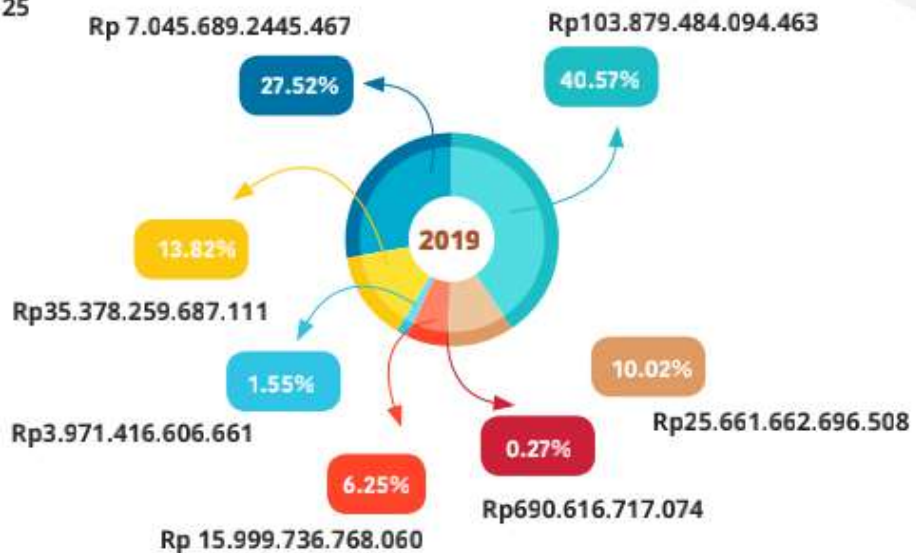 25
Rp 7.045.689.2445.467
Rp103.879.484.094.463
27.52%
40.57%
2019
13.82%
Rp35.378.259.687.111
1.55%
10.02%
Rp3.971.416.606.661
Rp25.661.662.696.508
0.27%
6.25%
Rp690.616.717.074
Rp 15.999.736.768.060